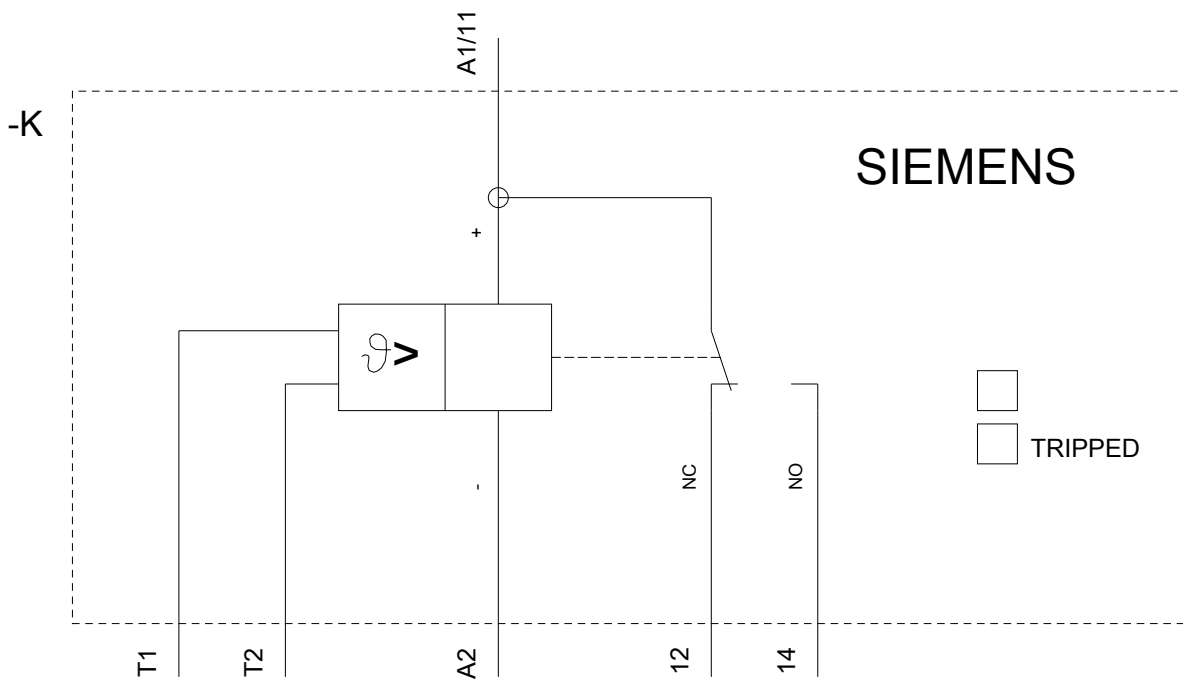 A1/11
-K
SIEMENS
+
ϑ>
-
NC
NO
TRIPPED
T1
T2
A2
12
14